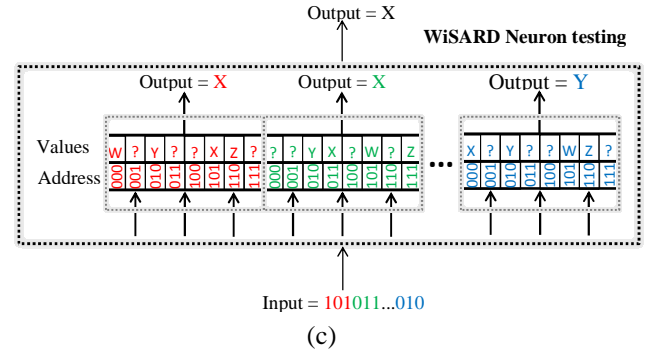 Output = X
WiSARD Neuron testing
Output = X Output = X Output = Y
Values W ? Y ? ? X Z ? ? ? Y X ? W ? Z ... X ? Y ? ? W Z ?
Address 000 001 010 011 100 101 110 111 000 001 010 011 100 101 110 111 000 001 010 011 100 101 110 111
Input = 101011...010
(c)